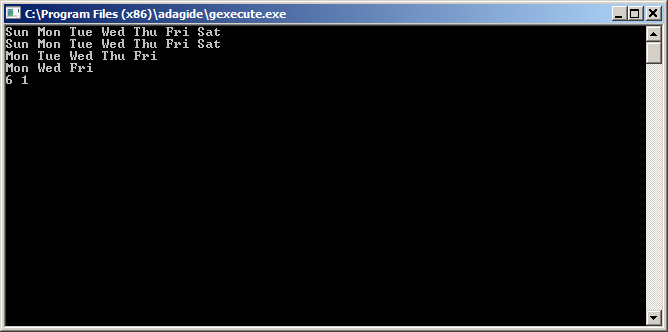 C:\Program Files (x86)\adagide\gexecute.exe
Sun Mon Tue Wed Thu Fri Sat
Sun Mon Tue Wed Thu Fri Sat
Mon Tue Wed Thu Fri
Mon Wed Fri
6 1